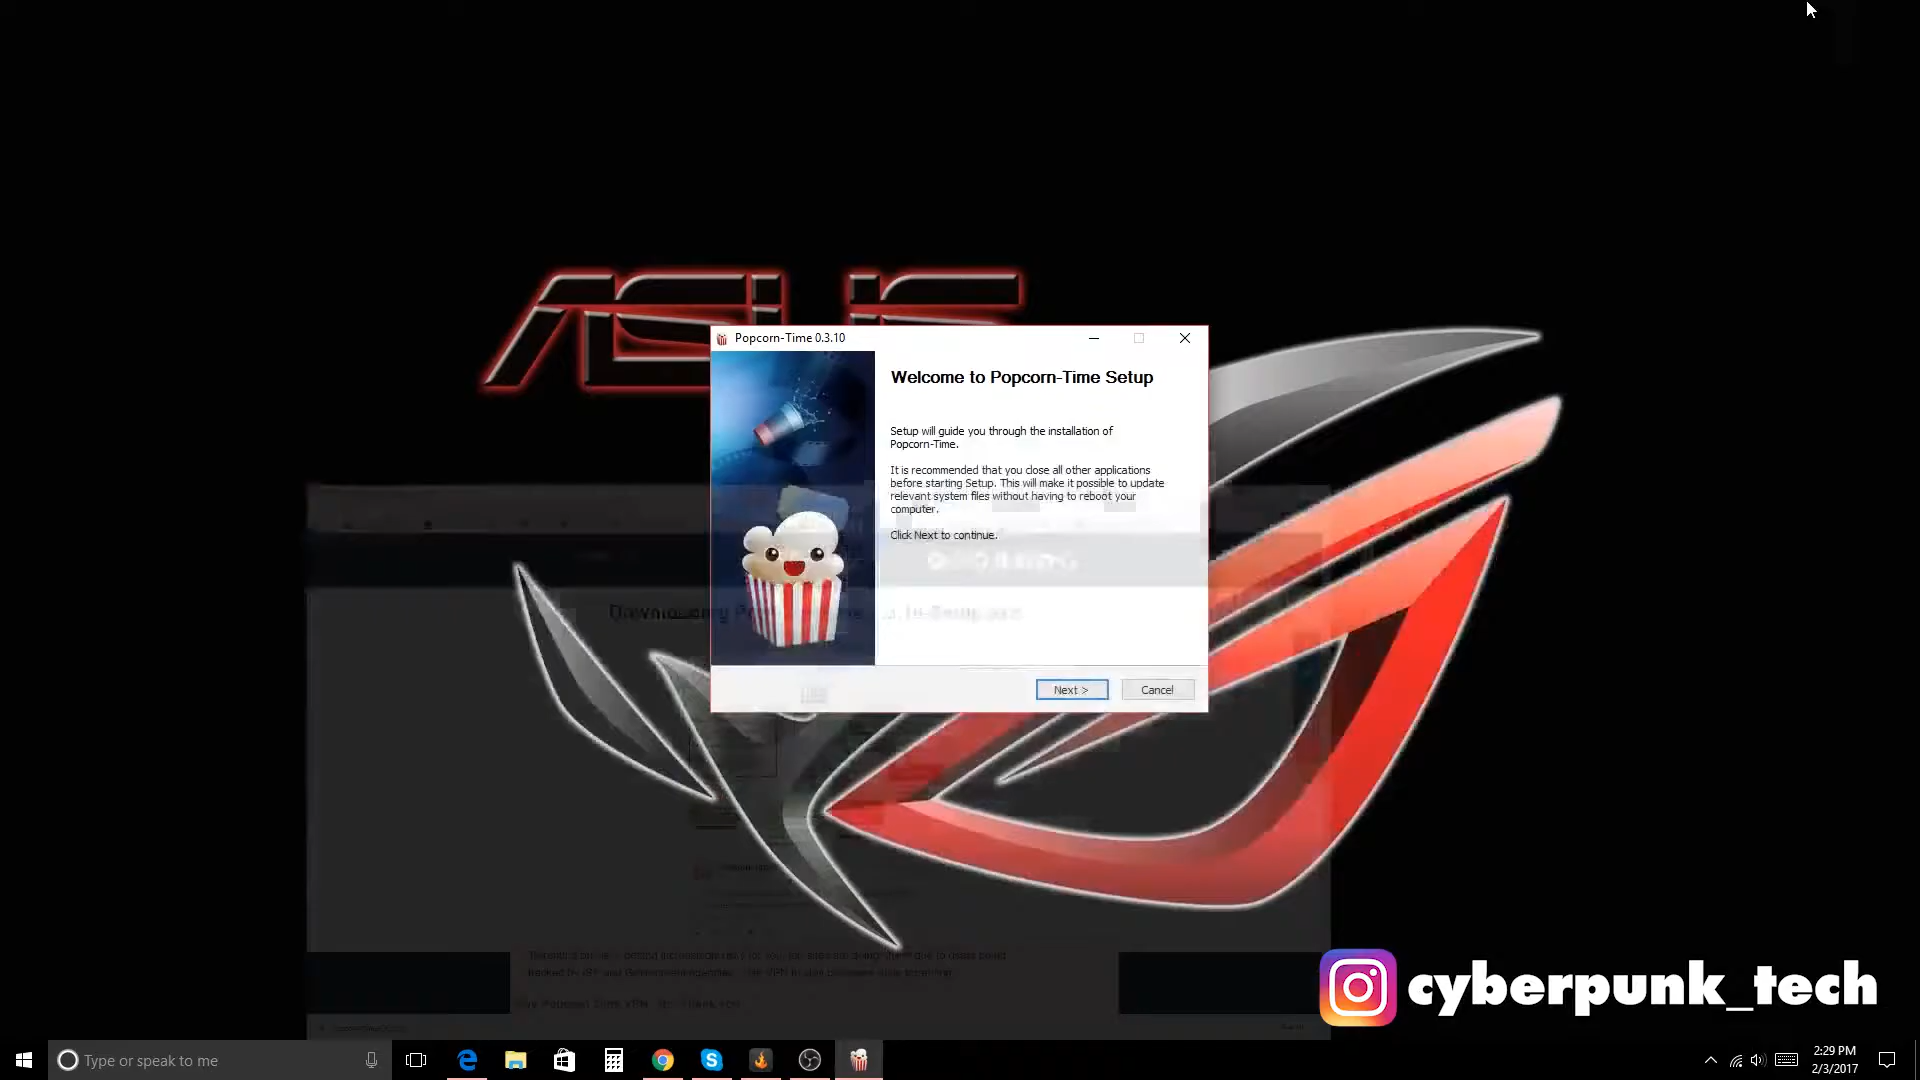 ASUS
Popcorn-Time 0.3.10
Welcome to Popcorn-Time Setup
Setup will guide you through the installation of
Popcorn-Time.
It is recommended that you close all other applications
before starting Setup. This will make it possible to update
relevant system files without having to reboot your
computer.
Click Next to continue.
Next >
Cancel
cyberpunk_tech
Type or speak to me
2:29 PM
2/3/2017